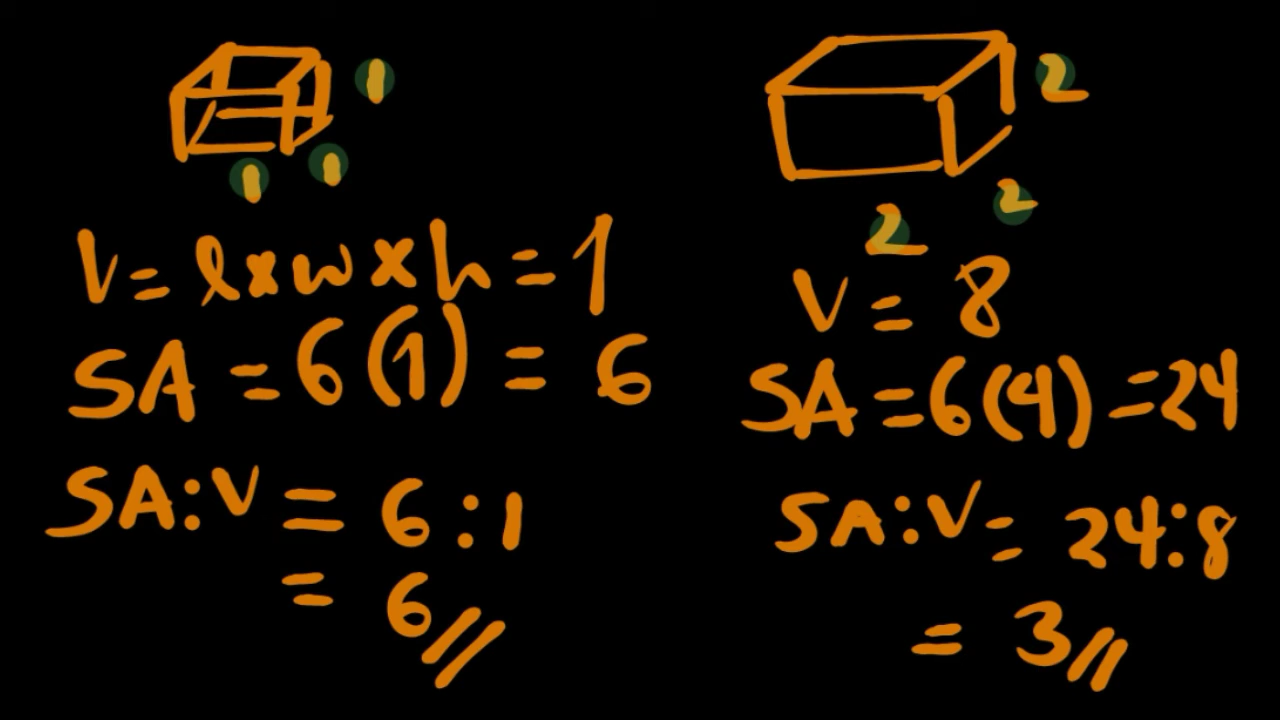 1
1
1
V = l x w x h = 1
SA = 6 (1) = 6
SA:V = 6 : 1
= 6//
2
2
2
V = 8
SA = 6 (4) = 24
SA:V = 24:8
= 3//